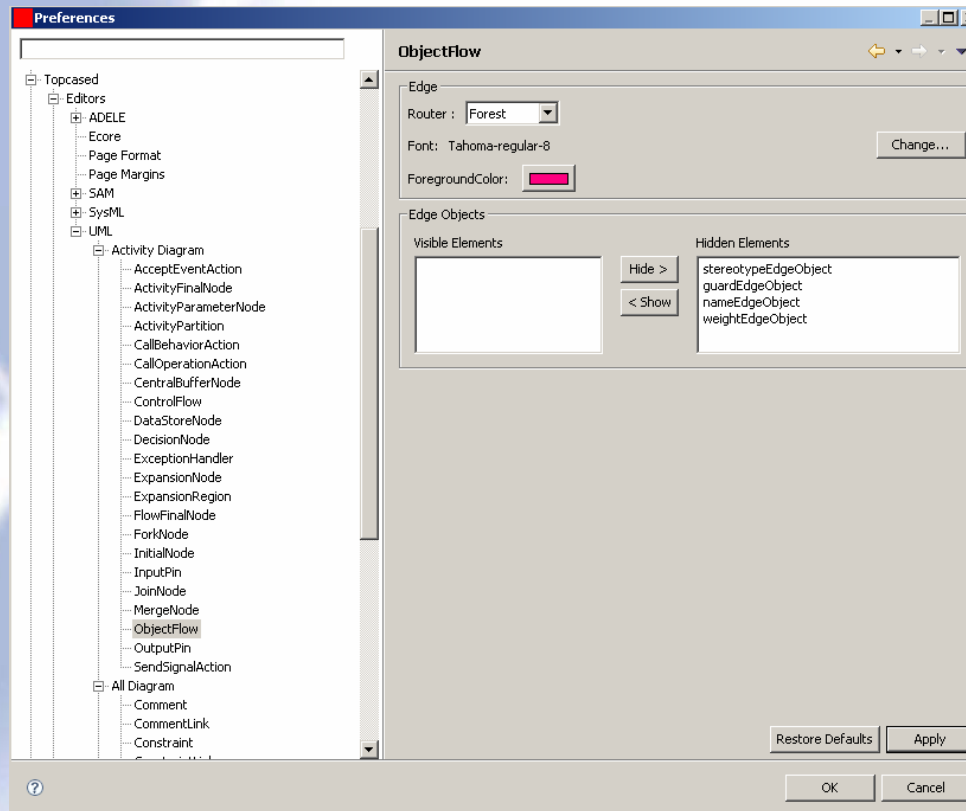 Preferences
Topcased
Editors
ADELE
Ecore
Page Format
Page Margins
SAM
SysML
UML
Activity Diagram
AcceptEventAction
ActivityFinalNode
ActivityParameterNode
ActivityPartition
CallBehaviorAction
CallOperationAction
CentralBufferNode
ControlFlow
DataStoreNode
DecisionNode
ExceptionHandler
ExpansionNode
ExpansionRegion
FlowFinalNode
ForkNode
InitialNode
InputPin
JoinNode
MergeNode
ObjectFlow
OutputPin
SendSignalAction
All Diagram
Comment
CommentLink
Constraint
ObjectFlow
Edge
Router : Forest
Font: Tahoma-regular-8 Change...
ForegroundColor:
Edge Objects
Visible Elements
Hide >
< Show
Hidden Elements
stereotypeEdgeObject
guardEdgeObject
nameEdgeObject
weightEdgeObject
Restore Defaults Apply
? OK Cancel